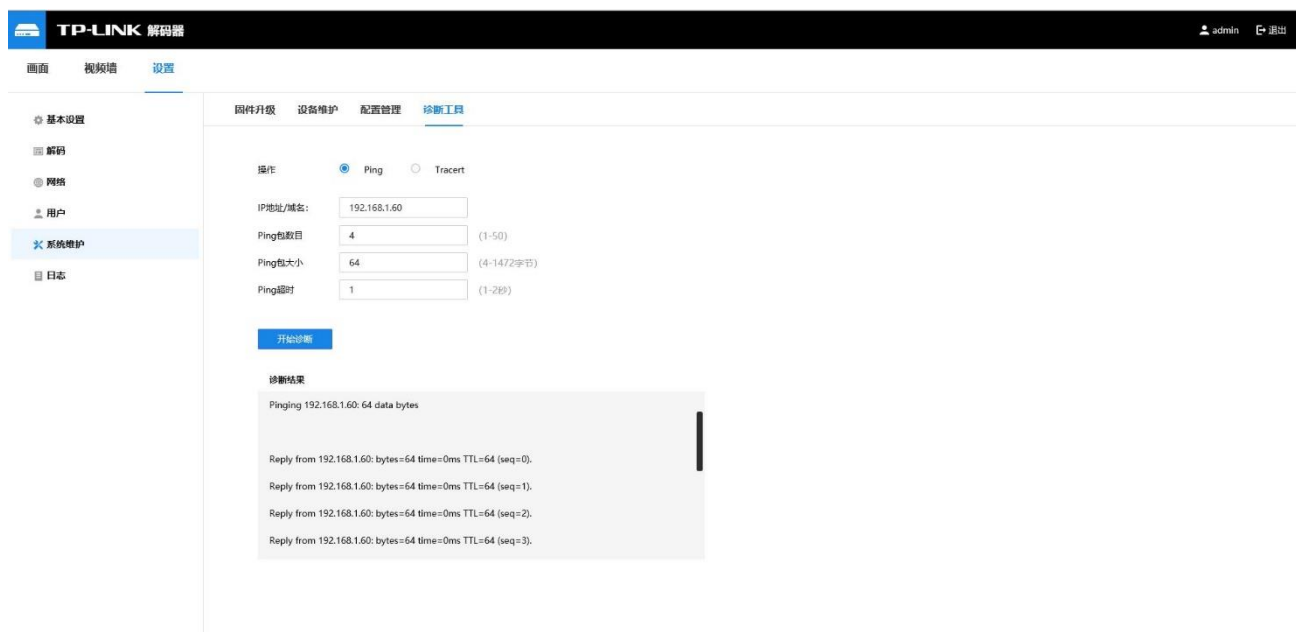 TP-LINK 解码器
admin 退出
画面 视频墙 设置
固件升级 设备维护 配置管理 诊断工具
基本设置
解码
网络
用户
系统维护
日志
操作 Ping Tracert
IP地址/域名: 192.168.1.60
Ping包数目 4 (1-50)
Ping包大小 64 (4-1472字节)
Ping超时 1 (1-2秒)
开始诊断
诊断结果
Pinging 192.168.1.60: 64 data bytes
Reply from 192.168.1.60: bytes=64 time=0ms TTL=64 (seq=0).
Reply from 192.168.1.60: bytes=64 time=0ms TTL=64 (seq=1).
Reply from 192.168.1.60: bytes=64 time=0ms TTL=64 (seq=2).
Reply from 192.168.1.60: bytes=64 time=0ms TTL=64 (seq=3).